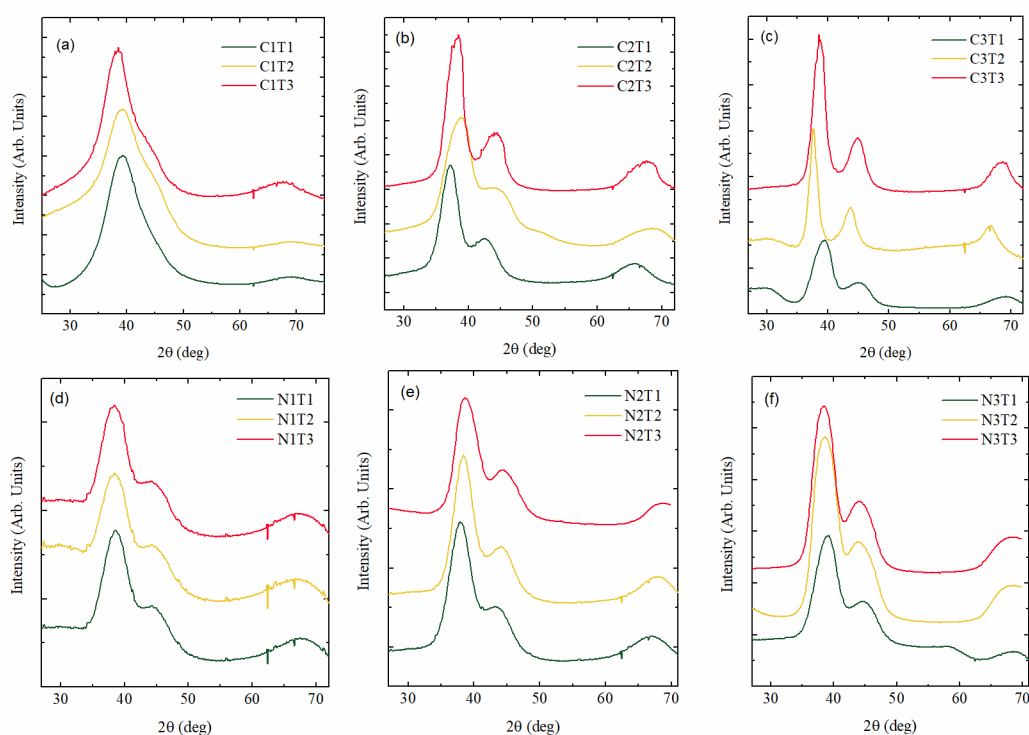 (a)
C1T1
C1T2
C1T3
Intensity (Arb. Units)
30 40 50 60 70
2θ (deg)
(b)
C2T1
C2T2
C2T3
Intensity (Arb. Units)
30 40 50 60 70
2θ (deg)
(c)
C3T1
C3T2
C3T3
Intensity (Arb. Units)
30 40 50 60 70
2θ (deg)
(d)
N1T1
N1T2
N1T3
Intensity (Arb. Units)
30 40 50 60 70
2θ (deg)
(e)
N2T1
N2T2
N2T3
Intensity (Arb. Units)
30 40 50 60 70
2θ (deg)
(f)
N3T1
N3T2
N3T3
Intensity (Arb. Units)
30 40 50 60 70
2θ (deg)